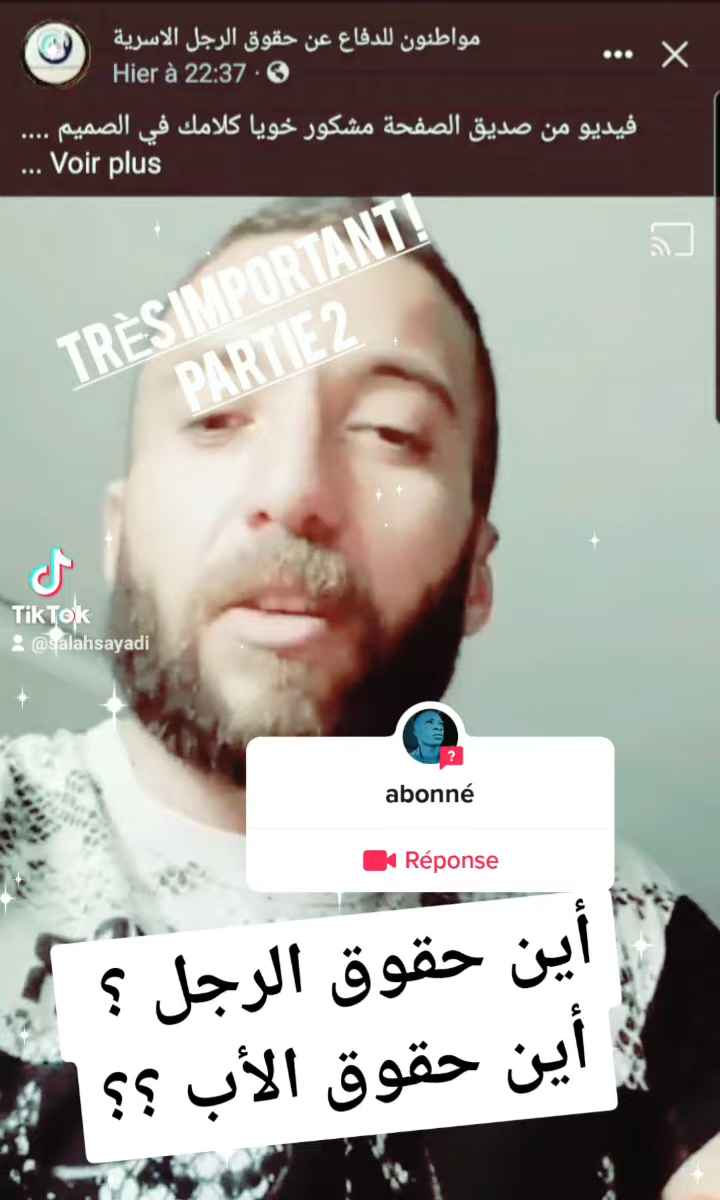 مواطنون للدفاع عن حقوق الرجل الاسرية
Hier à 22:37 ·
فيديو من صديق الصفحة مشكور خويا كلامك في الصميم ....
... Voir plus
TRÈS IMPORTANT !
PARTIE 2
TikTok
@salahsayadi
?
abonné
Réponse
أين حقوق الرجل ؟
أين حقوق الأب ؟؟